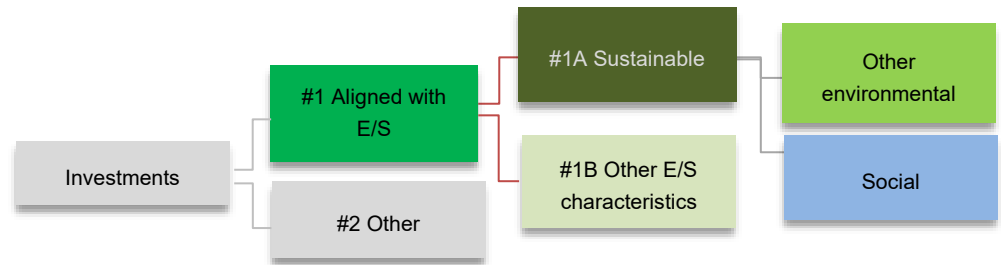 Investments
#1 Aligned with
E/S
#2 Other
#1A Sustainable
#1B Other E/S
characteristics
Other
environmental
Social